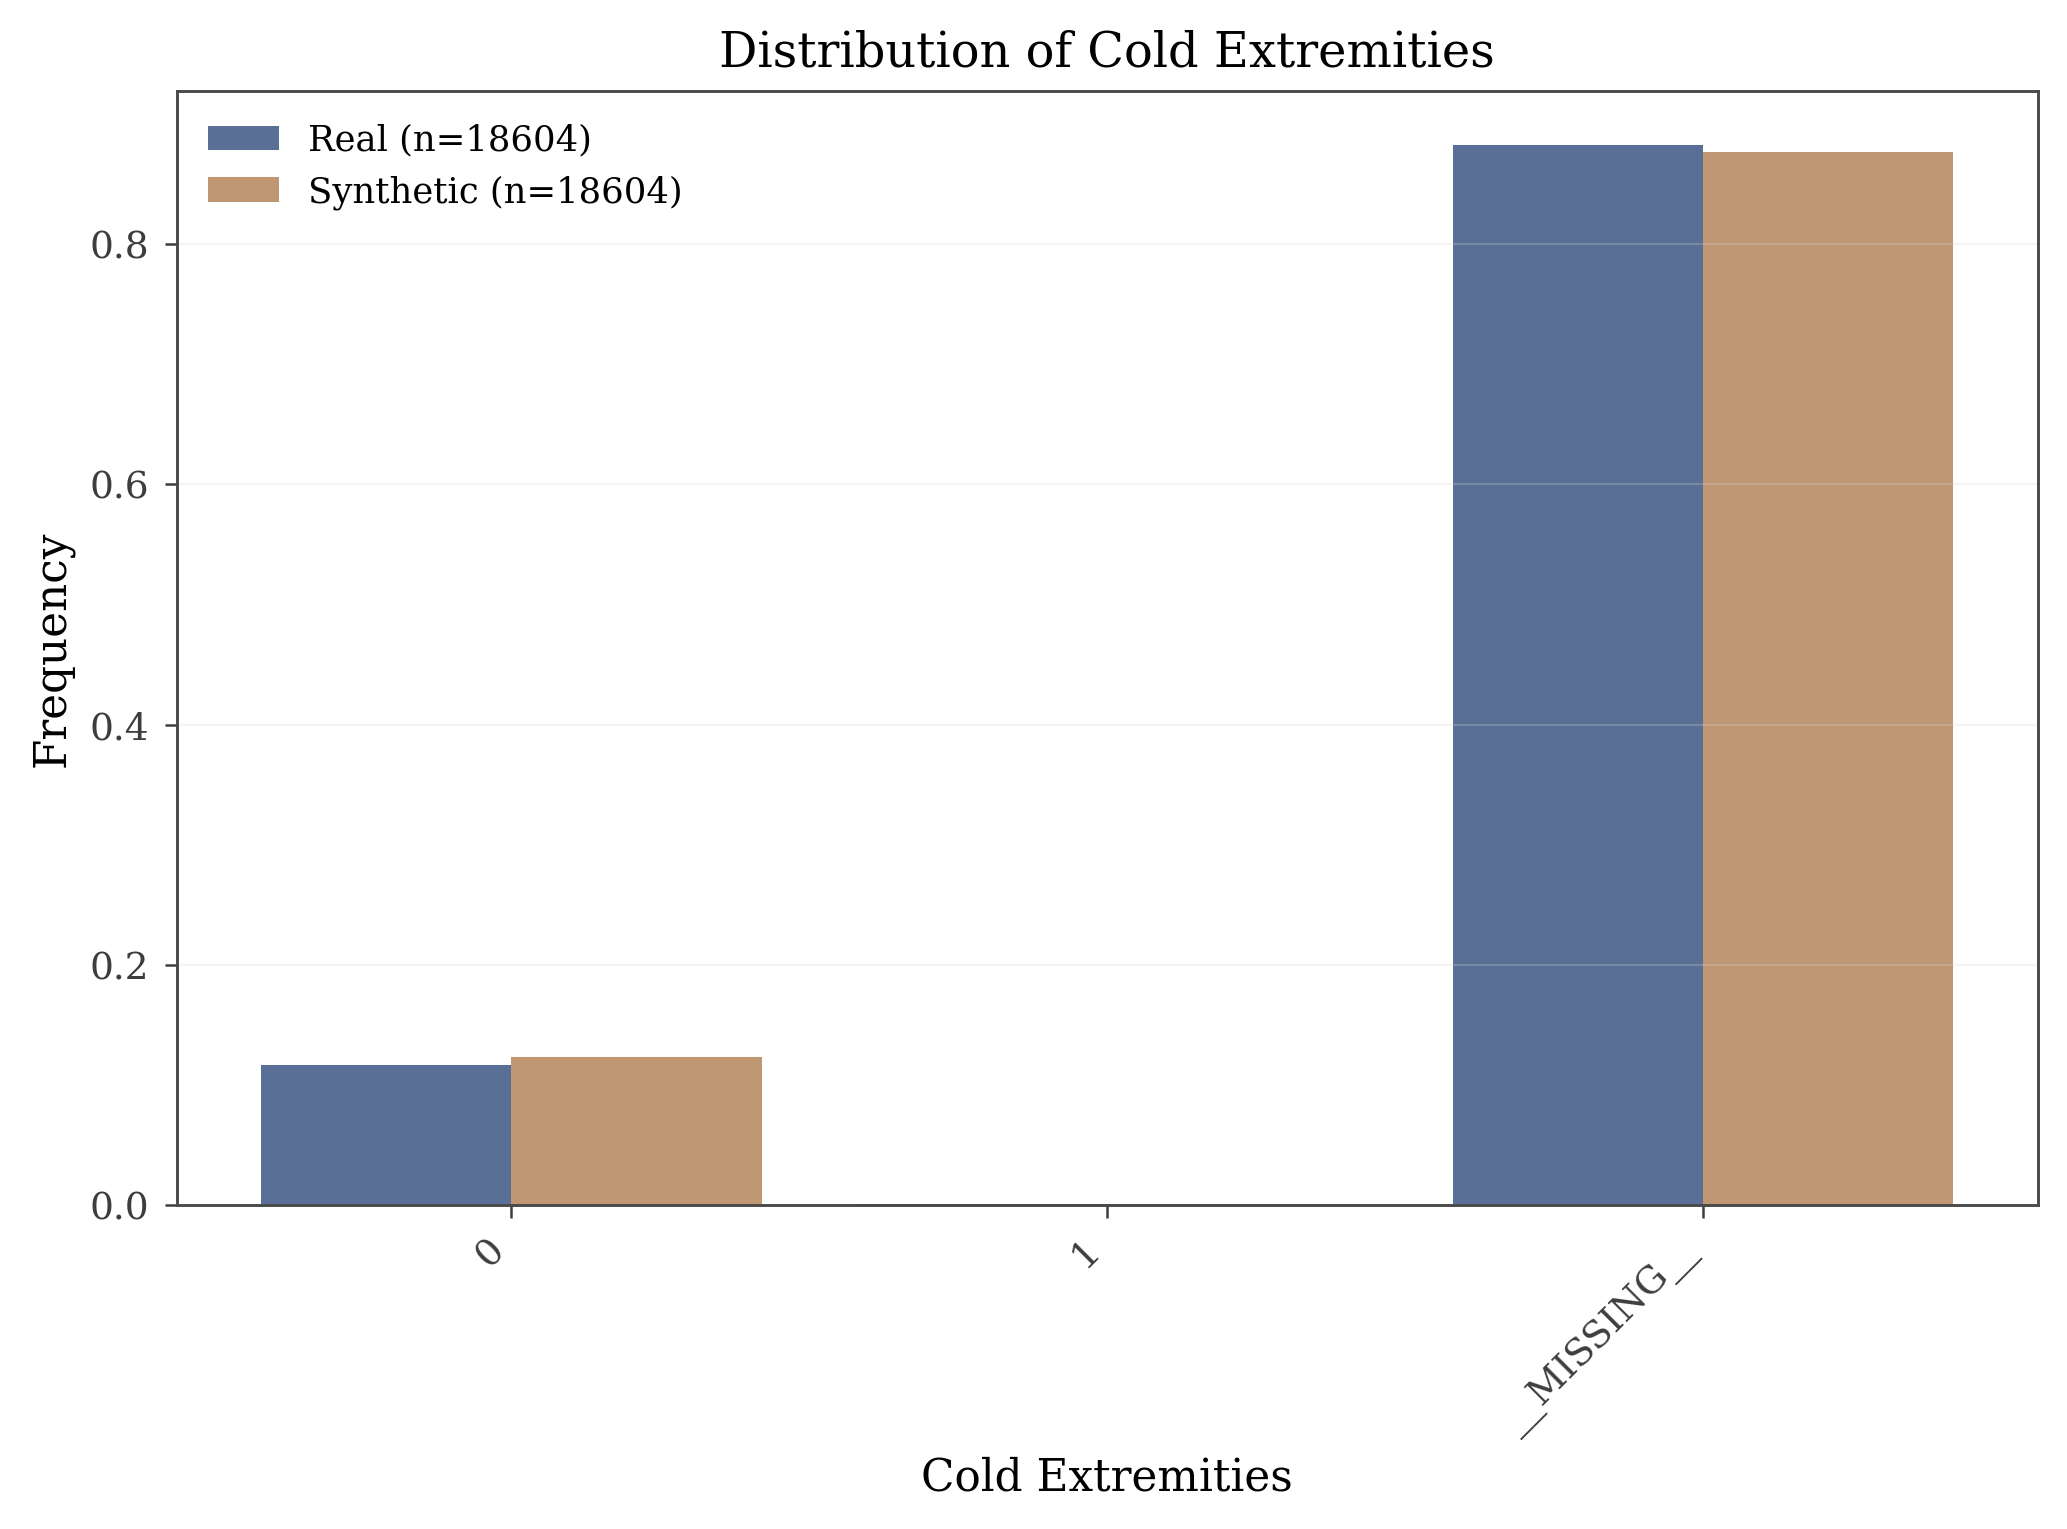 Distribution of Cold Extremities
Real (n=18604)
Synthetic (n=18604)
0.8
0.6
0.4
0.2
0.0
Frequency
0
1
__MISSING__
Cold Extremities